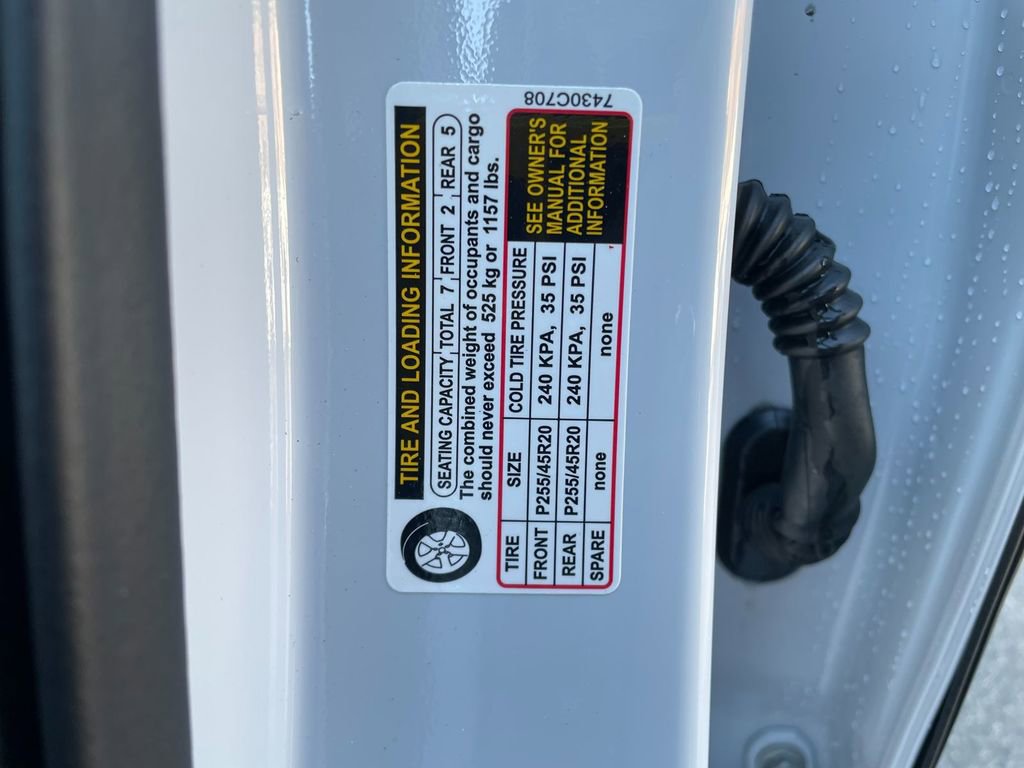 TIRE AND LOADING INFORMATION
SEATING CAPACITY TOTAL 7 FRONT 2 REAR 5
The combined weight of occupants and cargo
should never exceed 525 kg or 1157 lbs.
TIRE SIZE COLD TIRE PRESSURE
FRONT P255/45R20 240 KPA, 35 PSI
REAR P255/45R20 240 KPA, 35 PSI
SPARE none none
SEE OWNER'S
MANUAL FOR
ADDITIONAL
INFORMATION
7430C708